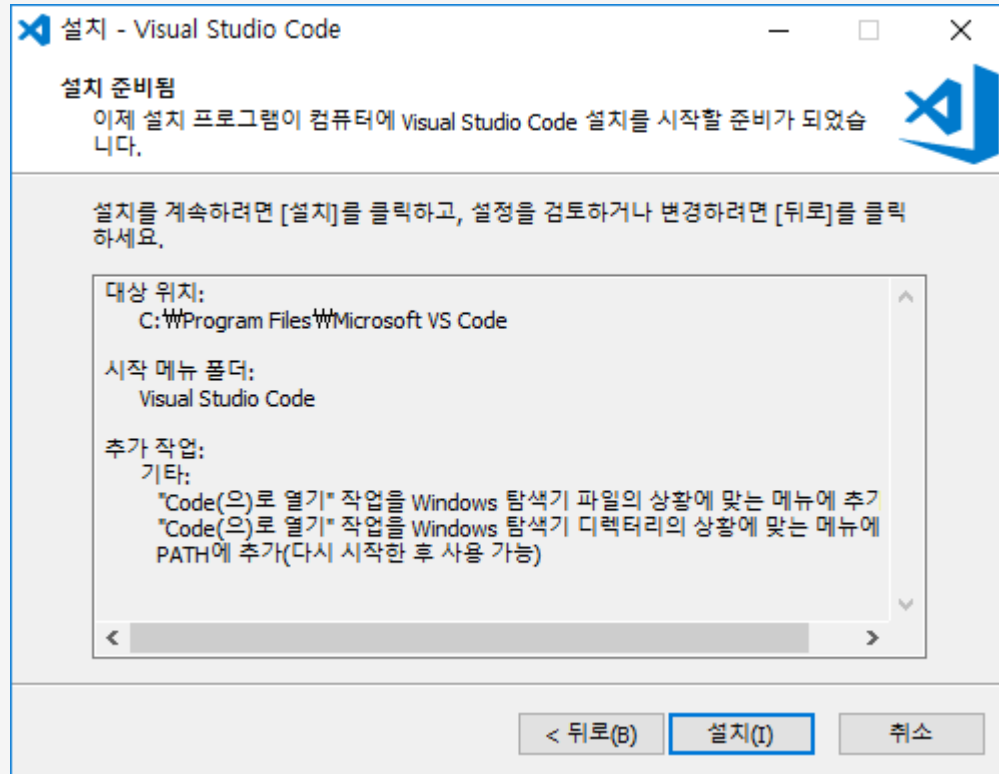 설치 - Visual Studio Code
설치 준비됨
이제 설치 프로그램이 컴퓨터에 Visual Studio Code 설치를 시작할 준비가 되었습
니다.
설치를 계속하려면 [설치]를 클릭하고, 설정을 검토하거나 변경하려면 [뒤로]를 클릭
하세요.
대상 위치:
C:₩Program Files₩Microsoft VS Code
시작 메뉴 폴더:
Visual Studio Code
추가 작업:
기타:
"Code(으)로 열기" 작업을 Windows 탐색기 파일의 상황에 맞는 메뉴에 추가
"Code(으)로 열기" 작업을 Windows 탐색기 디렉터리의 상황에 맞는 메뉴에
PATH에 추가(다시 시작한 후 사용 가능)
< 뒤로(B)
설치(I)
취소